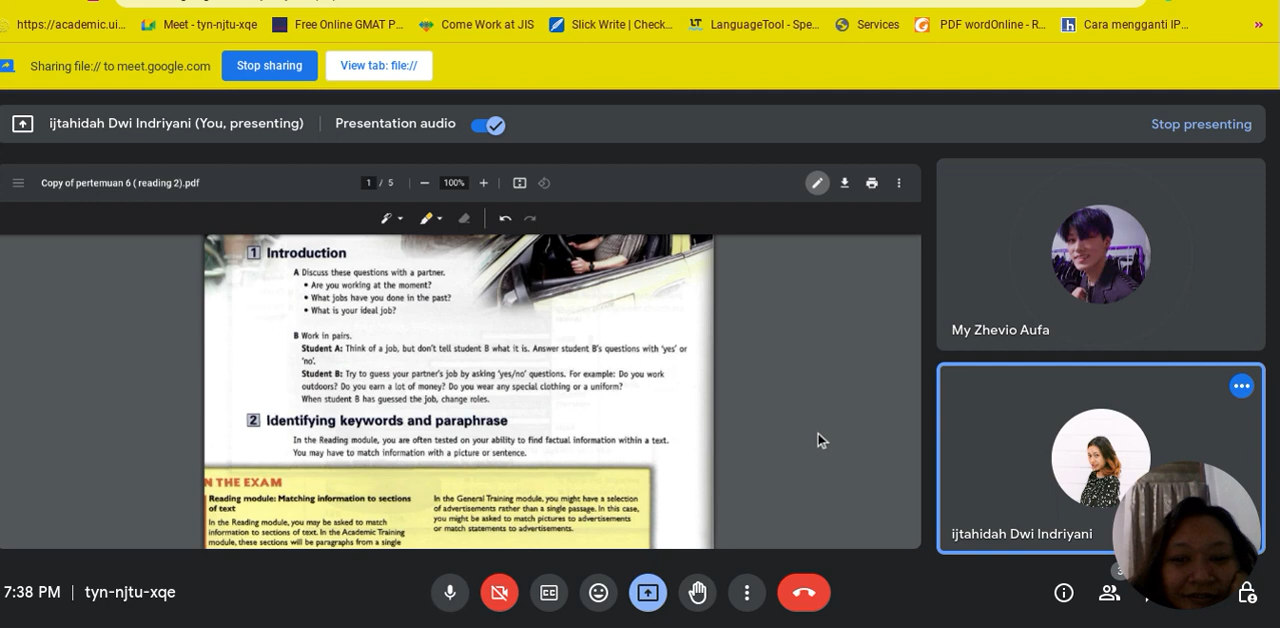 https://academic.ui...
Meet - tyn-njtu-xqe
Free Online GMAT P...
Come Work at JIS
Slick Write | Check...
LanguageTool - Spe...
Services
PDF wordOnline - R...
Cara mengganti IP...
»
Sharing file:// to meet.google.com
Stop sharing
View tab: file://
ijtahidah Dwi Indriyani (You, presenting)
Presentation audio
Stop presenting
Copy of pertemuan 6 ( reading 2).pdf
1 / 5
100%
1 Introduction
A Discuss these questions with a partner.
• Are you working at the moment?
• What jobs have you done in the past?
• What is your ideal job?
B Work in pairs.
Student A: Think of a job, but don't tell student B what it is. Answer student B's questions with 'yes' or
'no'.
Student B: Try to guess your partner's job by asking 'yes/no' questions. For example: Do you work
outdoors? Do you earn a lot of money? Do you wear any special clothing or a uniform?
When student B has guessed the job, change roles.
2 Identifying keywords and paraphrase
In the Reading module, you are often tested on your ability to find factual information within a text.
You may have to match information with a picture or sentence.
N THE EXAM
Reading module: Matching information to sections
of text
In the Reading module, you may be asked to match
information to sections of text. In the Academic Training
module, these sections will be paragraphs from a single
In the General Training module, you might have a selection
of advertisements rather than a single passage. In this case,
you might be asked to match pictures to advertisements
or match statements to advertisements.
My Zhevio Aufa
ijtahidah Dwi Indriyani
7:38 PM | tyn-njtu-xqe
CC